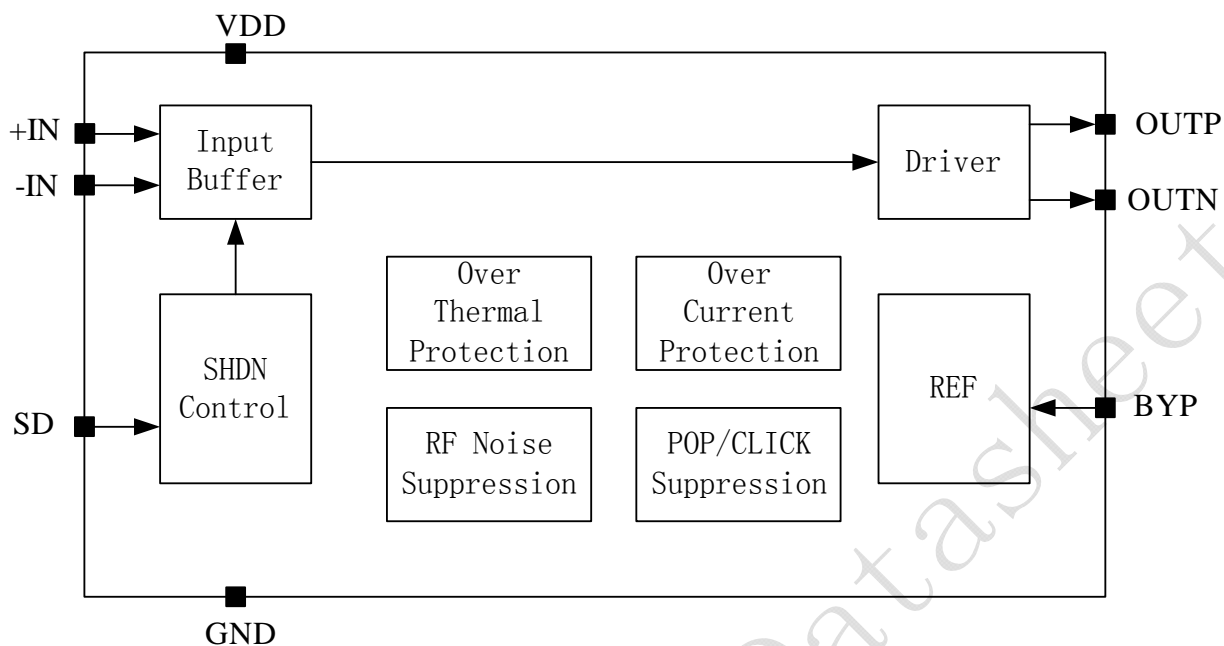 VDD
+IN
-IN
Input
Buffer
Driver
OUTP
OUTN
Over
Thermal
Protection
Over
Current
Protection
SHDN
Control
REF
SD
BYP
RF Noise
Suppression
POP/CLICK
Suppression
GND
Datasheet